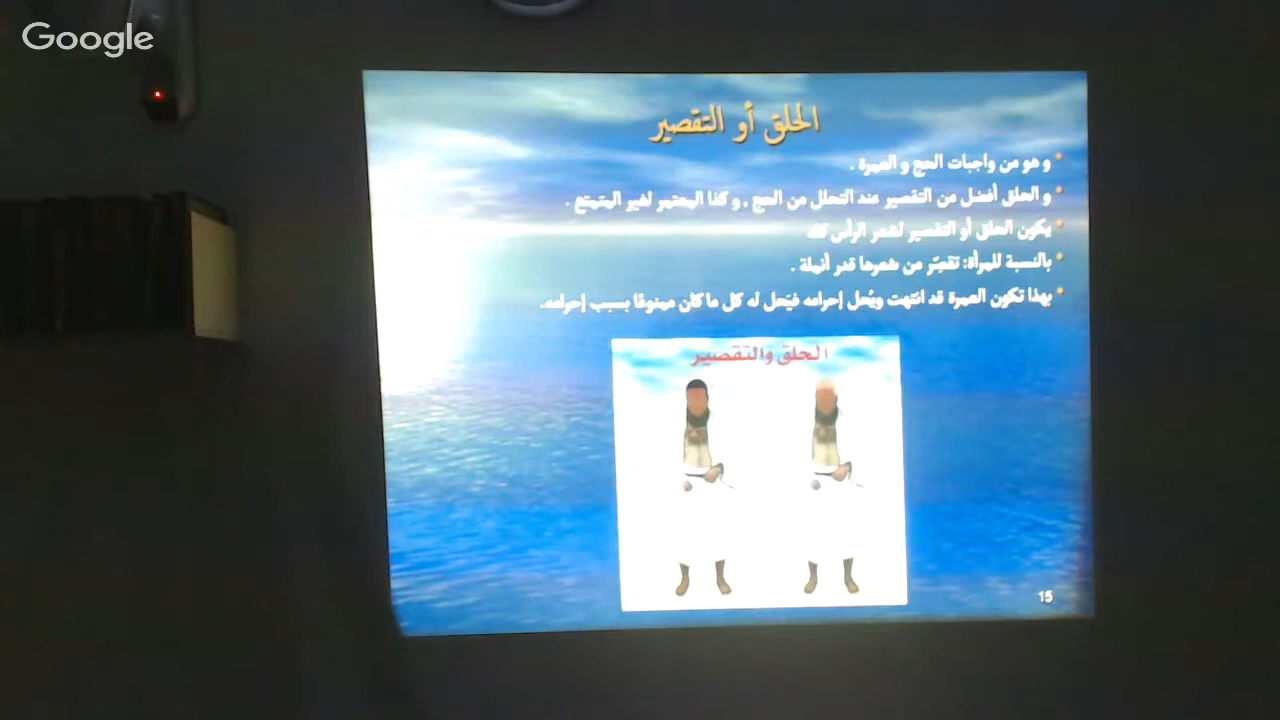 Google
الحلق أو التقصير
و هو من واجبات الحج و العمرة .
و الحلق أفضل من التقصير عند التحلل من الحج , و كذا المعتمر لغير المتمتع .
يكون الحلق أو التقصير لشعر الرأس كله
بالنسبة للمرأة: تقصّر من شعرها قدر أنملة .
بهذا تكون العمرة قد انتهت ويُحل إحرامه فيَحل له كل ما كان ممنوعًا بسبب إحرامه.
الحلق والتقصير
15